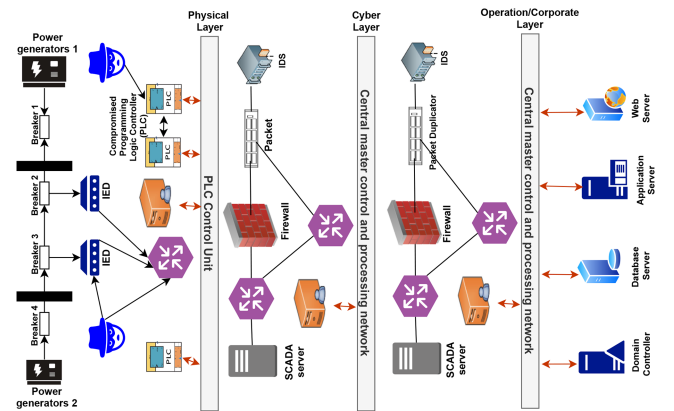 Physical
Layer
Cyber
Layer
Operation/Corporate
Layer
Power
generators 1
Breaker 1
Breaker 2
Breaker 3
Breaker 4
Power
generators 2
IED
IED
Compromised
Programming
Logic Controller
(PLC)
PLC
PLC
PLC
PLC Control Unit
IDS
Packet
Firewall
SCADA
server
Central master control and processing network
IDS
Packet Duplicator
Firewall
SCADA
server
Central master control and processing network
Web
Server
Application
Server
Database
Server
Domain
Controller